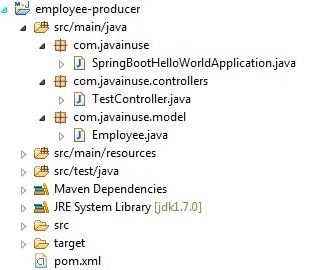 employee-producer
src/main/java
com.javainuse
SpringBootHelloWorldApplication.java
com.javainuse.controllers
TestController.java
com.javainuse.model
Employee.java
src/main/resources
src/test/java
Maven Dependencies
JRE System Library [jdk1.7.0]
src
target
pom.xml